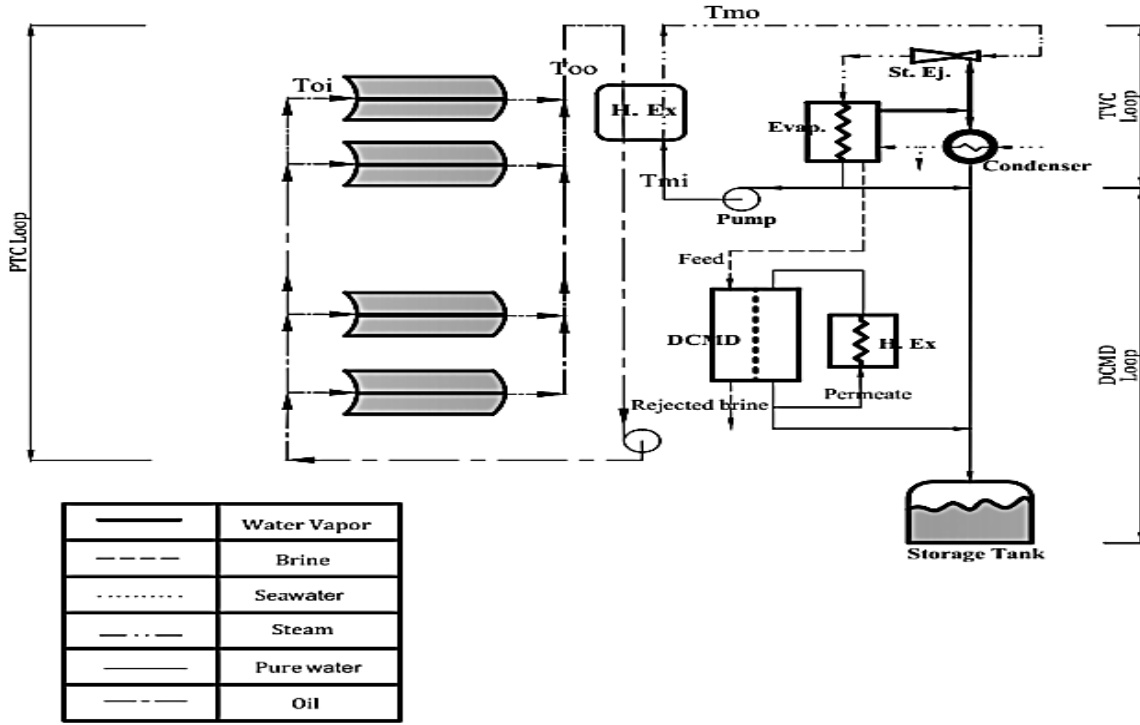 Tmo
Toi
Too
St. Ej.
H. Ex
Evap.
TVC
Loop
Condenser
Tmi
Pump
PTC Loop
Feed
DCMD
H. Ex
DCMD
Loop
Permeate
Rejected brine
Storage Tank
Water Vapor
Brine
Seawater
Steam
Pure water
Oil